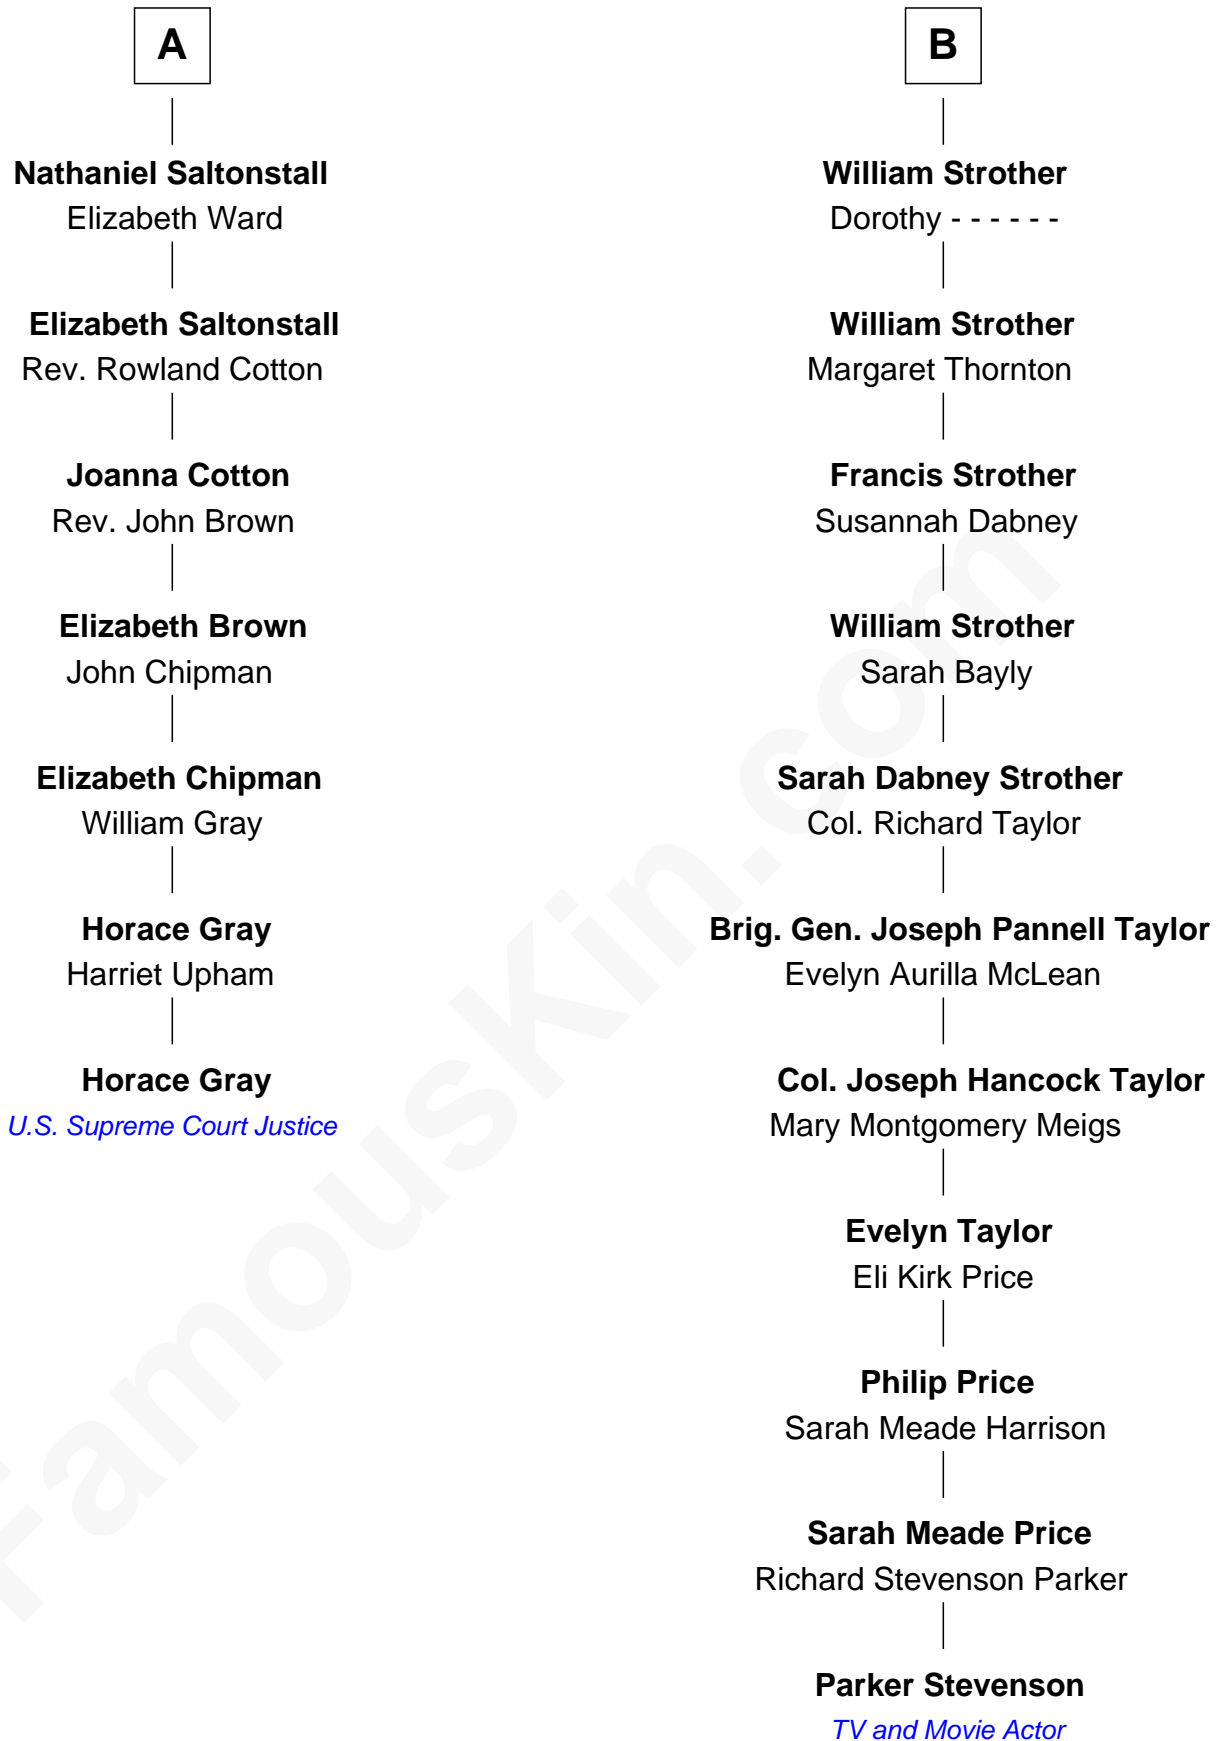 A
Nathaniel Saltonstall
Elizabeth Ward
Elizabeth Saltonstall
Rev. Rowland Cotton
Joanna Cotton
Rev. John Brown
Elizabeth Brown
John Chipman
Elizabeth Chipman
William Gray
Horace Gray
Harriet Upham
Horace Gray
U.S. Supreme Court Justice
B
William Strother
Dorothy - - - - - -
William Strother
Margaret Thornton
Francis Strother
Susannah Dabney
William Strother
Sarah Bayly
Sarah Dabney Strother
Col. Richard Taylor
Brig. Gen. Joseph Pannell Taylor
Evelyn Aurilla McLean
Col. Joseph Hancock Taylor
Mary Montgomery Meigs
Evelyn Taylor
Eli Kirk Price
Philip Price
Sarah Meade Harrison
Sarah Meade Price
Richard Stevenson Parker
Parker Stevenson
TV and Movie Actor
FamousKin.com